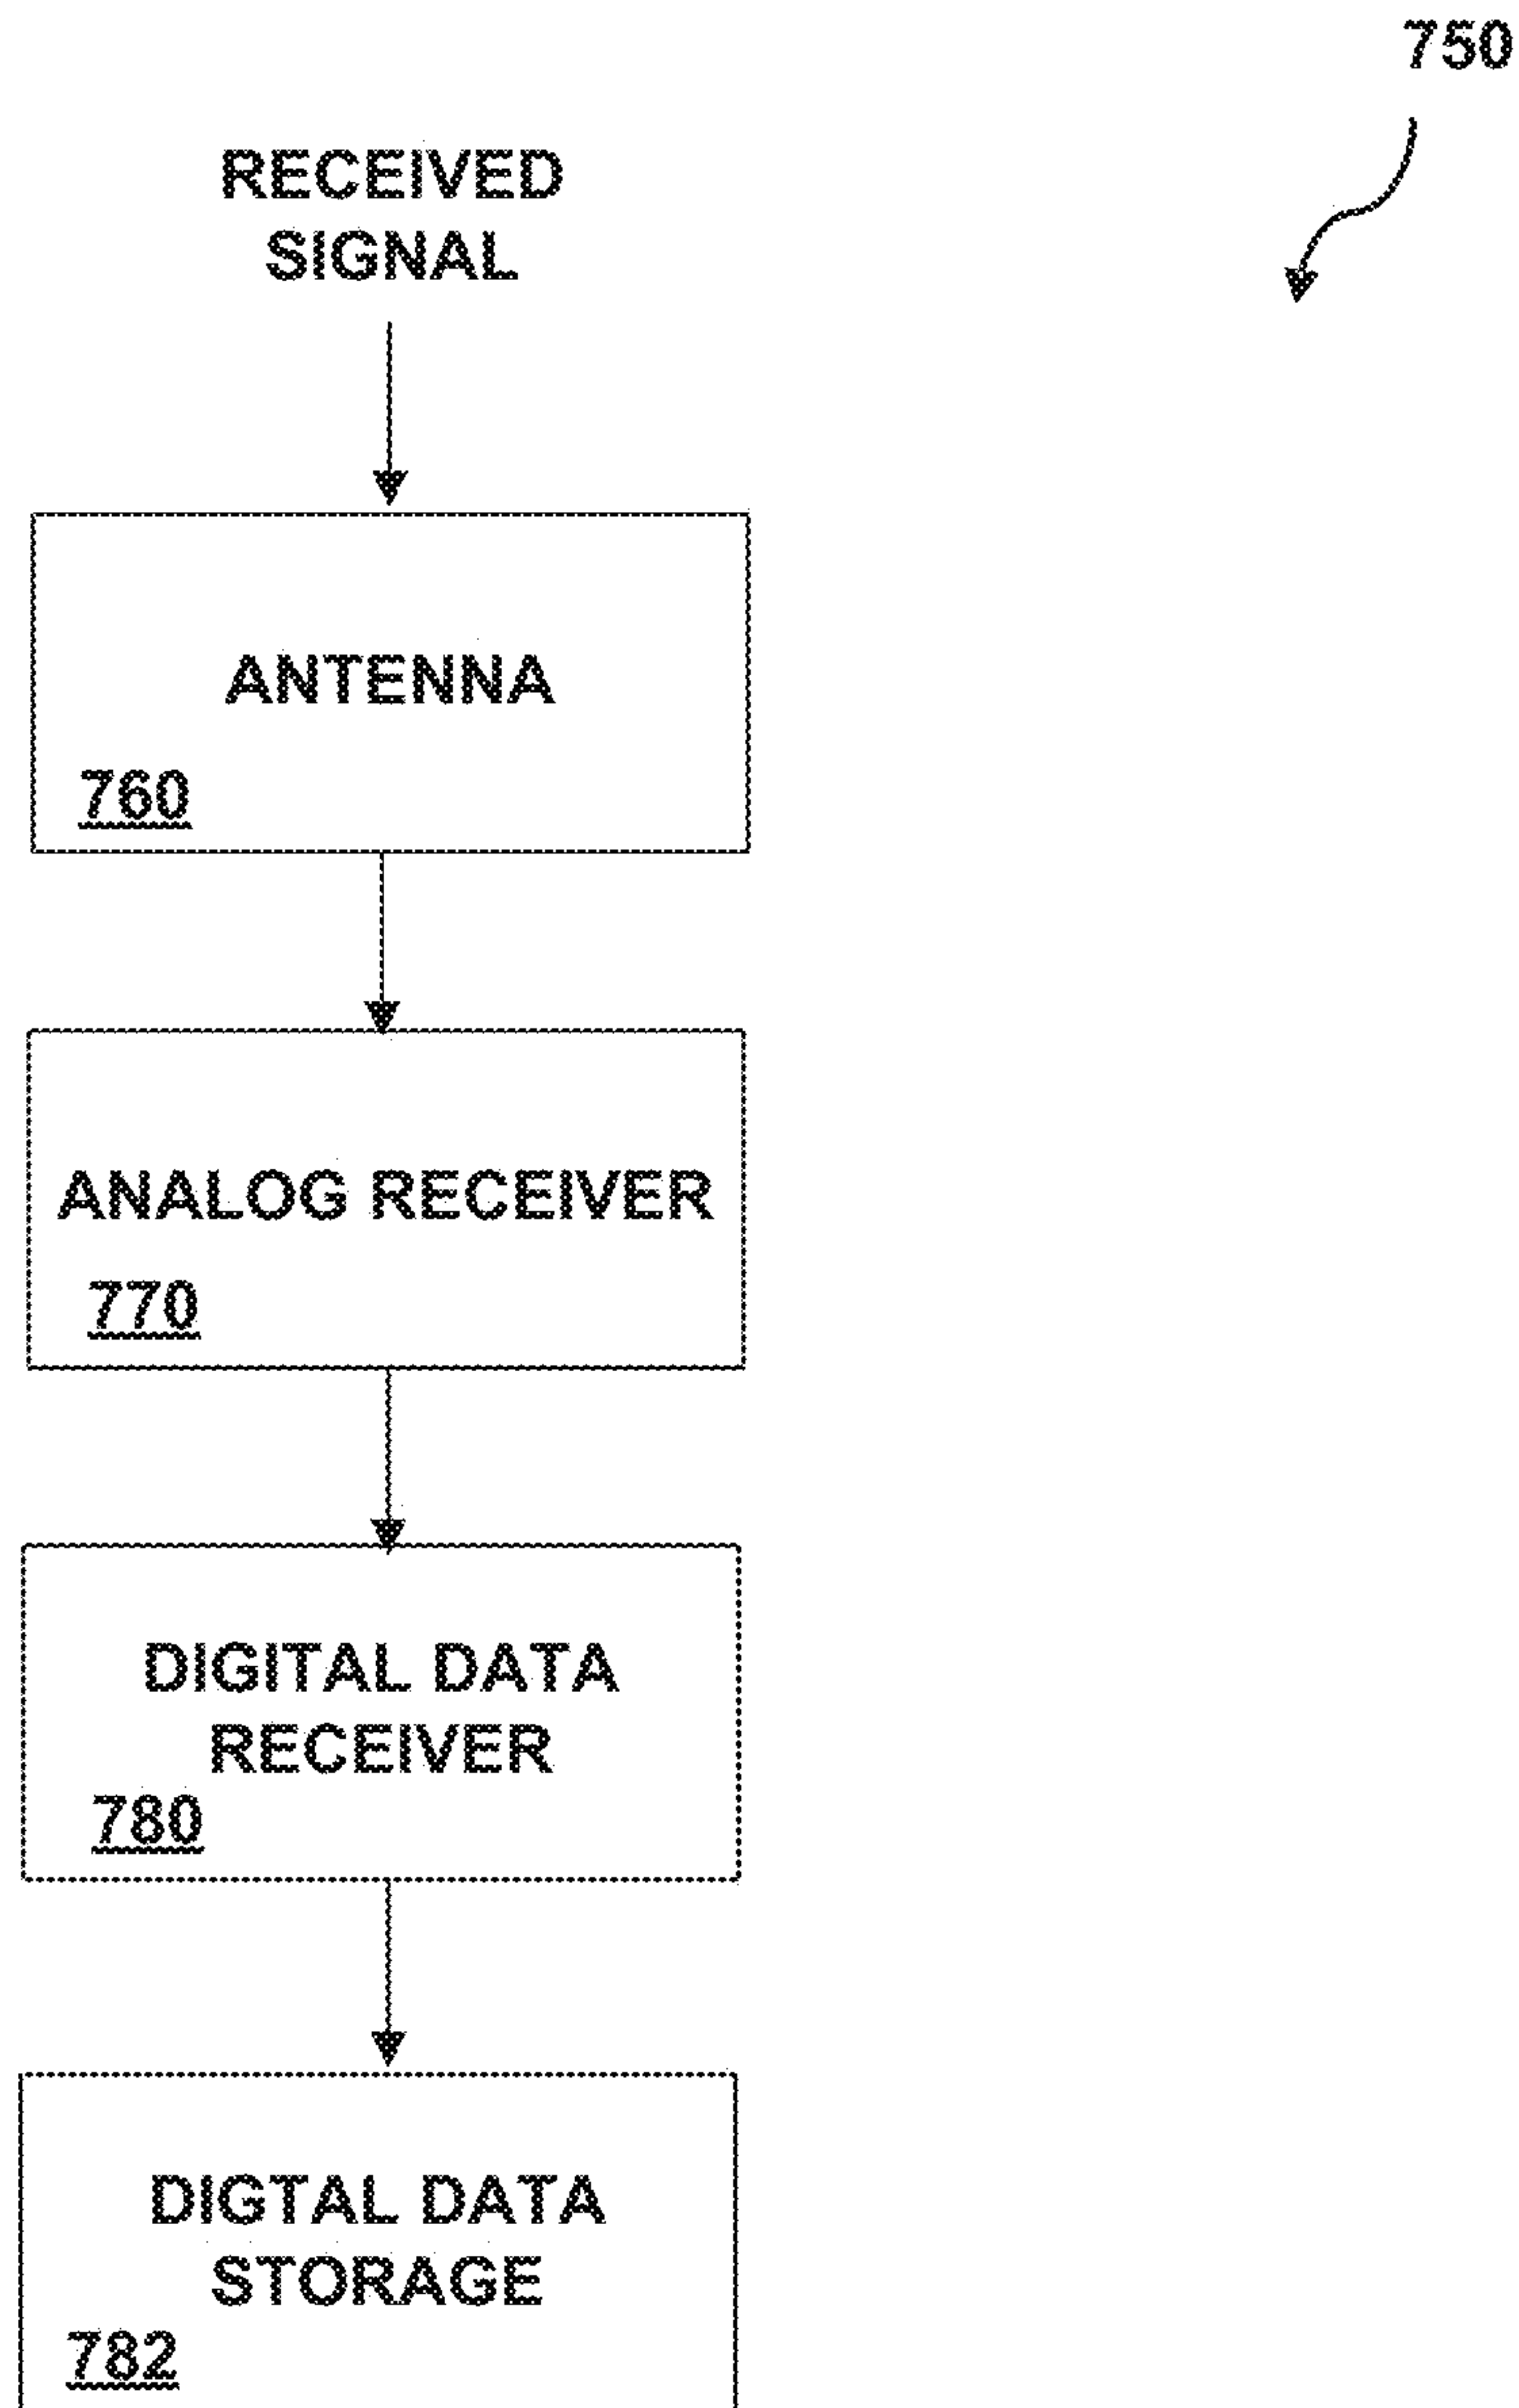 750
RECEIVED
SIGNAL
ANTENNA
760
ANALOG RECEIVER
770
DIGITAL DATA
RECEIVER
780
DIGTAL DATA
STORAGE
782